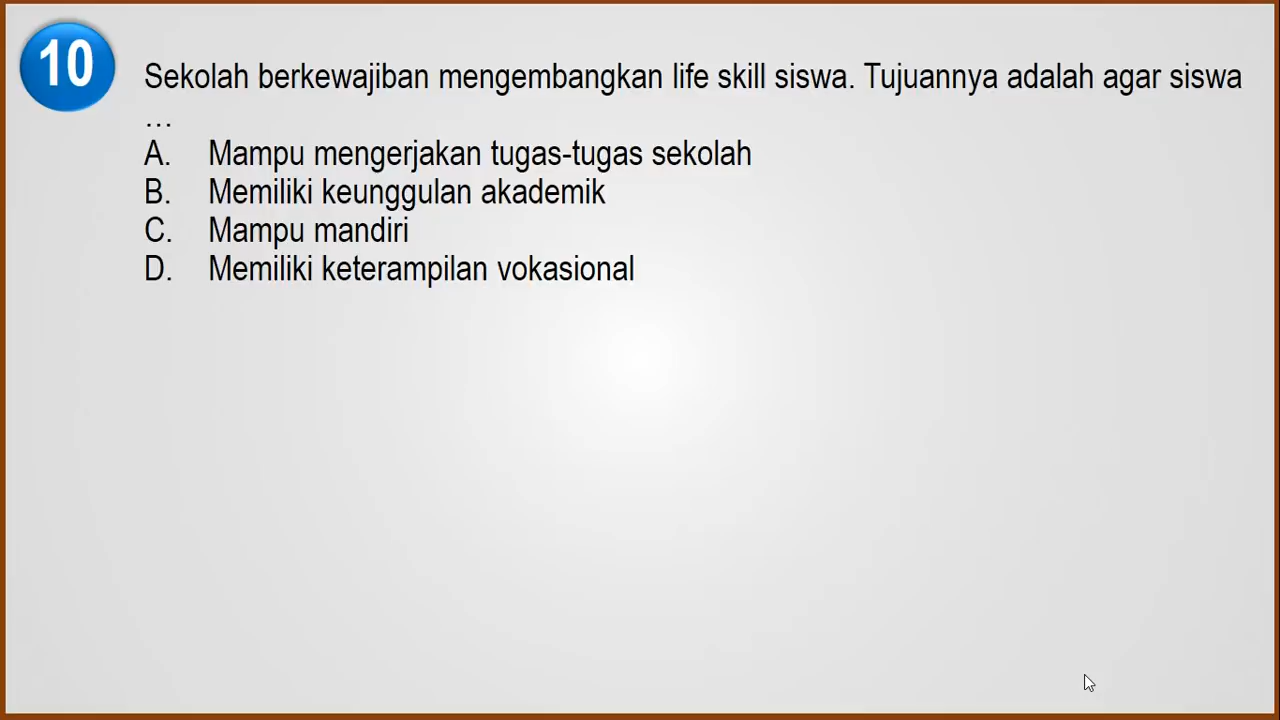 10
Sekolah berkewajiban mengembangkan life skill siswa. Tujuannya adalah agar siswa
…
A. Mampu mengerjakan tugas-tugas sekolah
B. Memiliki keunggulan akademik
C. Mampu mandiri
D. Memiliki keterampilan vokasional